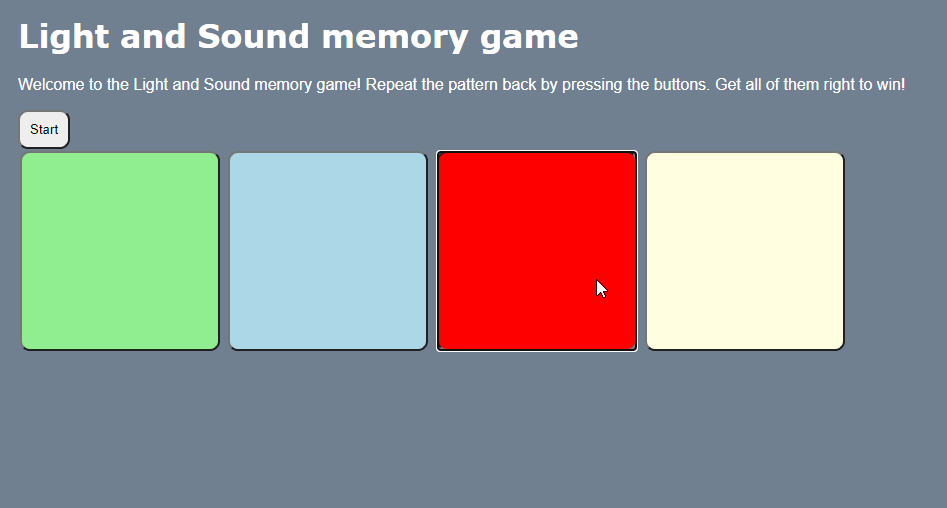 Light and Sound memory game
Welcome to the Light and Sound memory game! Repeat the pattern back by pressing the buttons. Get all of them right to win!
Start